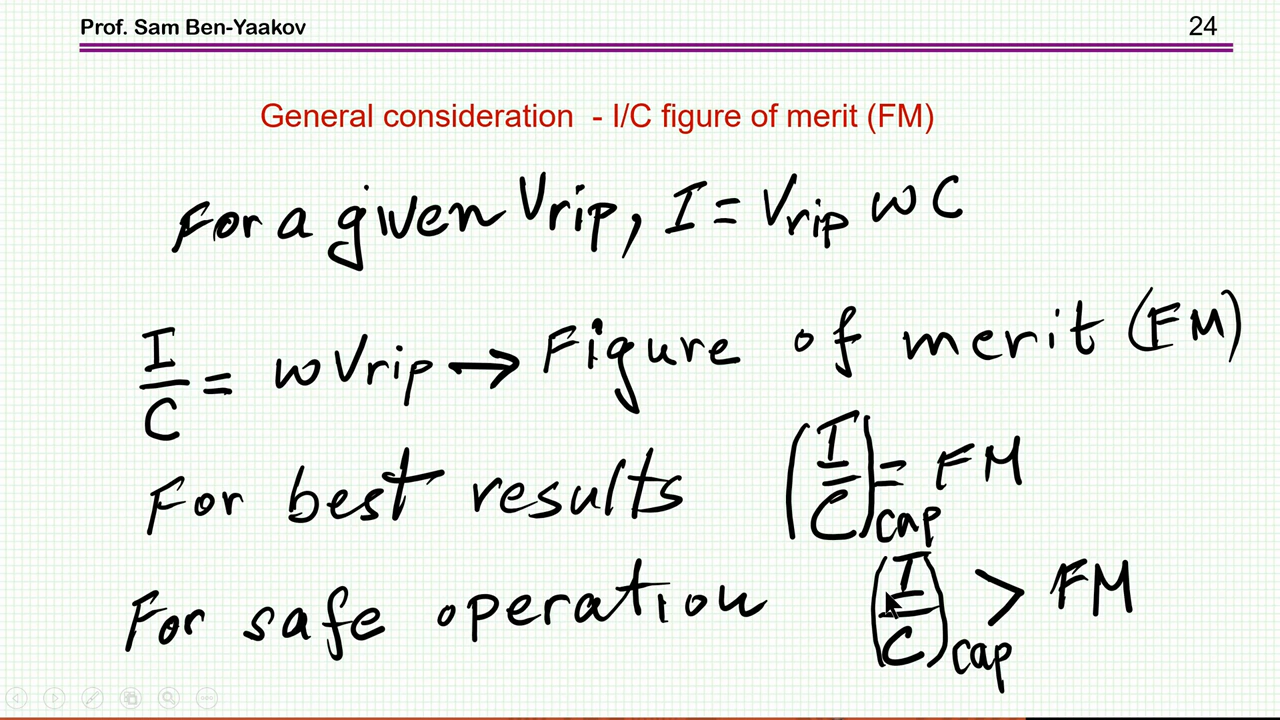 Prof. Sam Ben-Yaakov 24
General consideration - I/C figure of merit (FM)
For a given Vrip, I = Vrip ω C
I/C = ω Vrip → Figure of merit (FM)
For best results (I/C)cap = FM
For safe operation (I/C)cap > FM